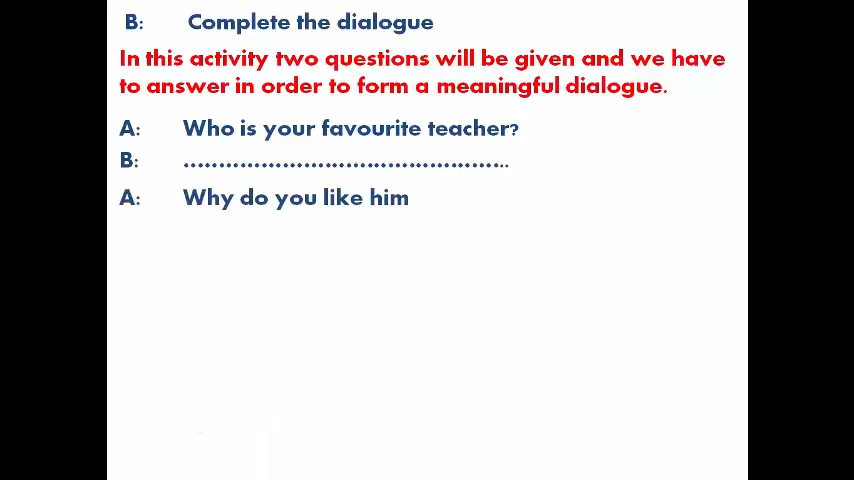 B: Complete the dialogue
In this activity two questions will be given and we have
to answer in order to form a meaningful dialogue.
A: Who is your favourite teacher?
B: ................................................
A: Why do you like him